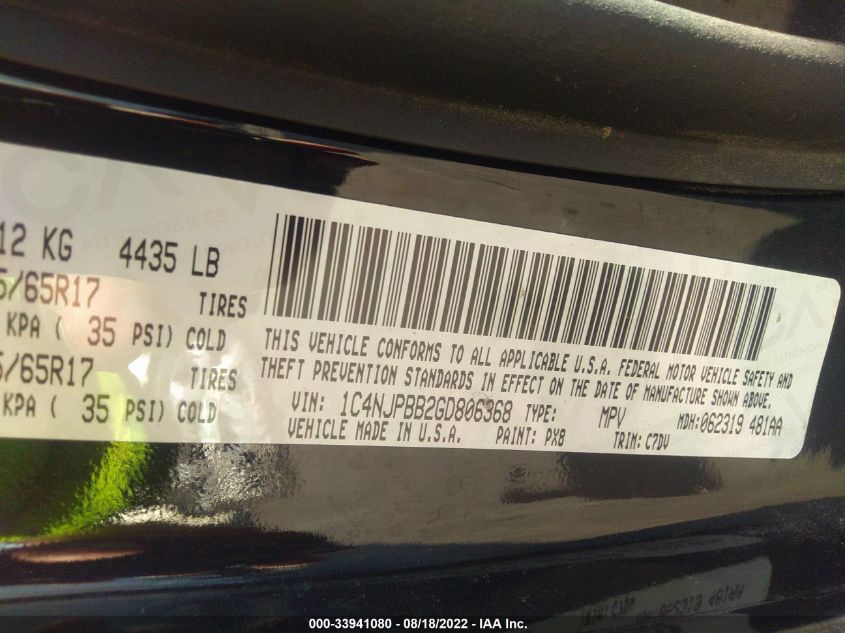 12 KG 4435 LB
5/65R17 TIRES
KPA ( 35 PSI) COLD
5/65R17 TIRES
KPA ( 35 PSI) COLD
THIS VEHICLE CONFORMS TO ALL APPLICABLE U.S.A. FEDERAL MOTOR VEHICLE SAFETY AND
THEFT PREVENTION STANDARDS IN EFFECT ON THE DATE OF MANUFACTURE SHOWN ABOVE.
VIN: 1C4NJPBB2GD806368 TYPE: MPV MDH:062319 481AA
VEHICLE MADE IN U.S.A. PAINT: PX8 TRIM: C7DV
000-33941080 - 08/18/2022 - IAA Inc.